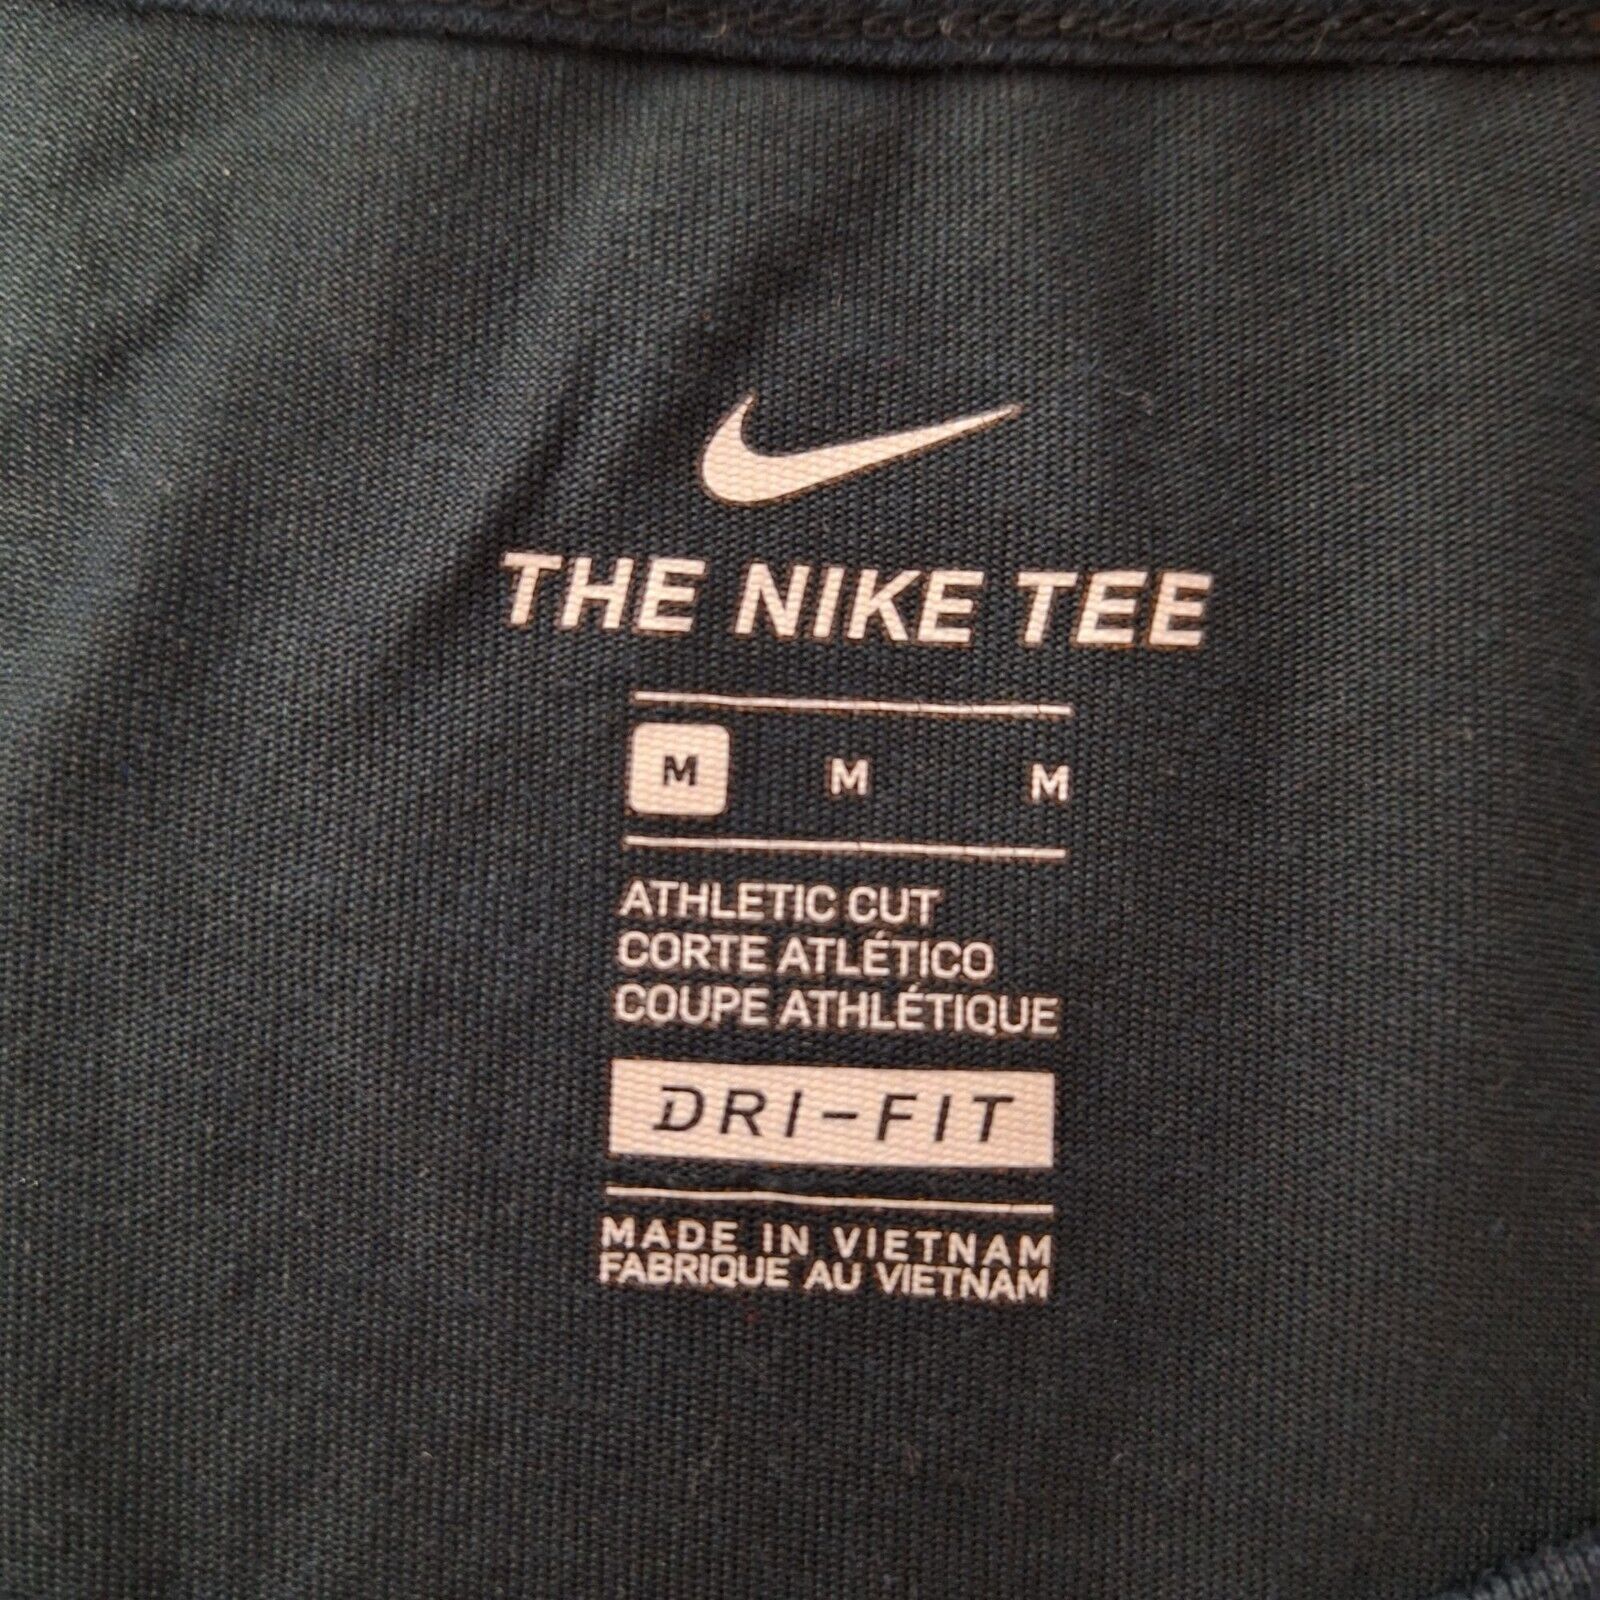 THE NIKE TEE
M M M
ATHLETIC CUT
CORTE ATLÉTICO
COUPE ATHLÉTIQUE
DRI-FIT
MADE IN VIETNAM
FABRIQUE AU VIETNAM